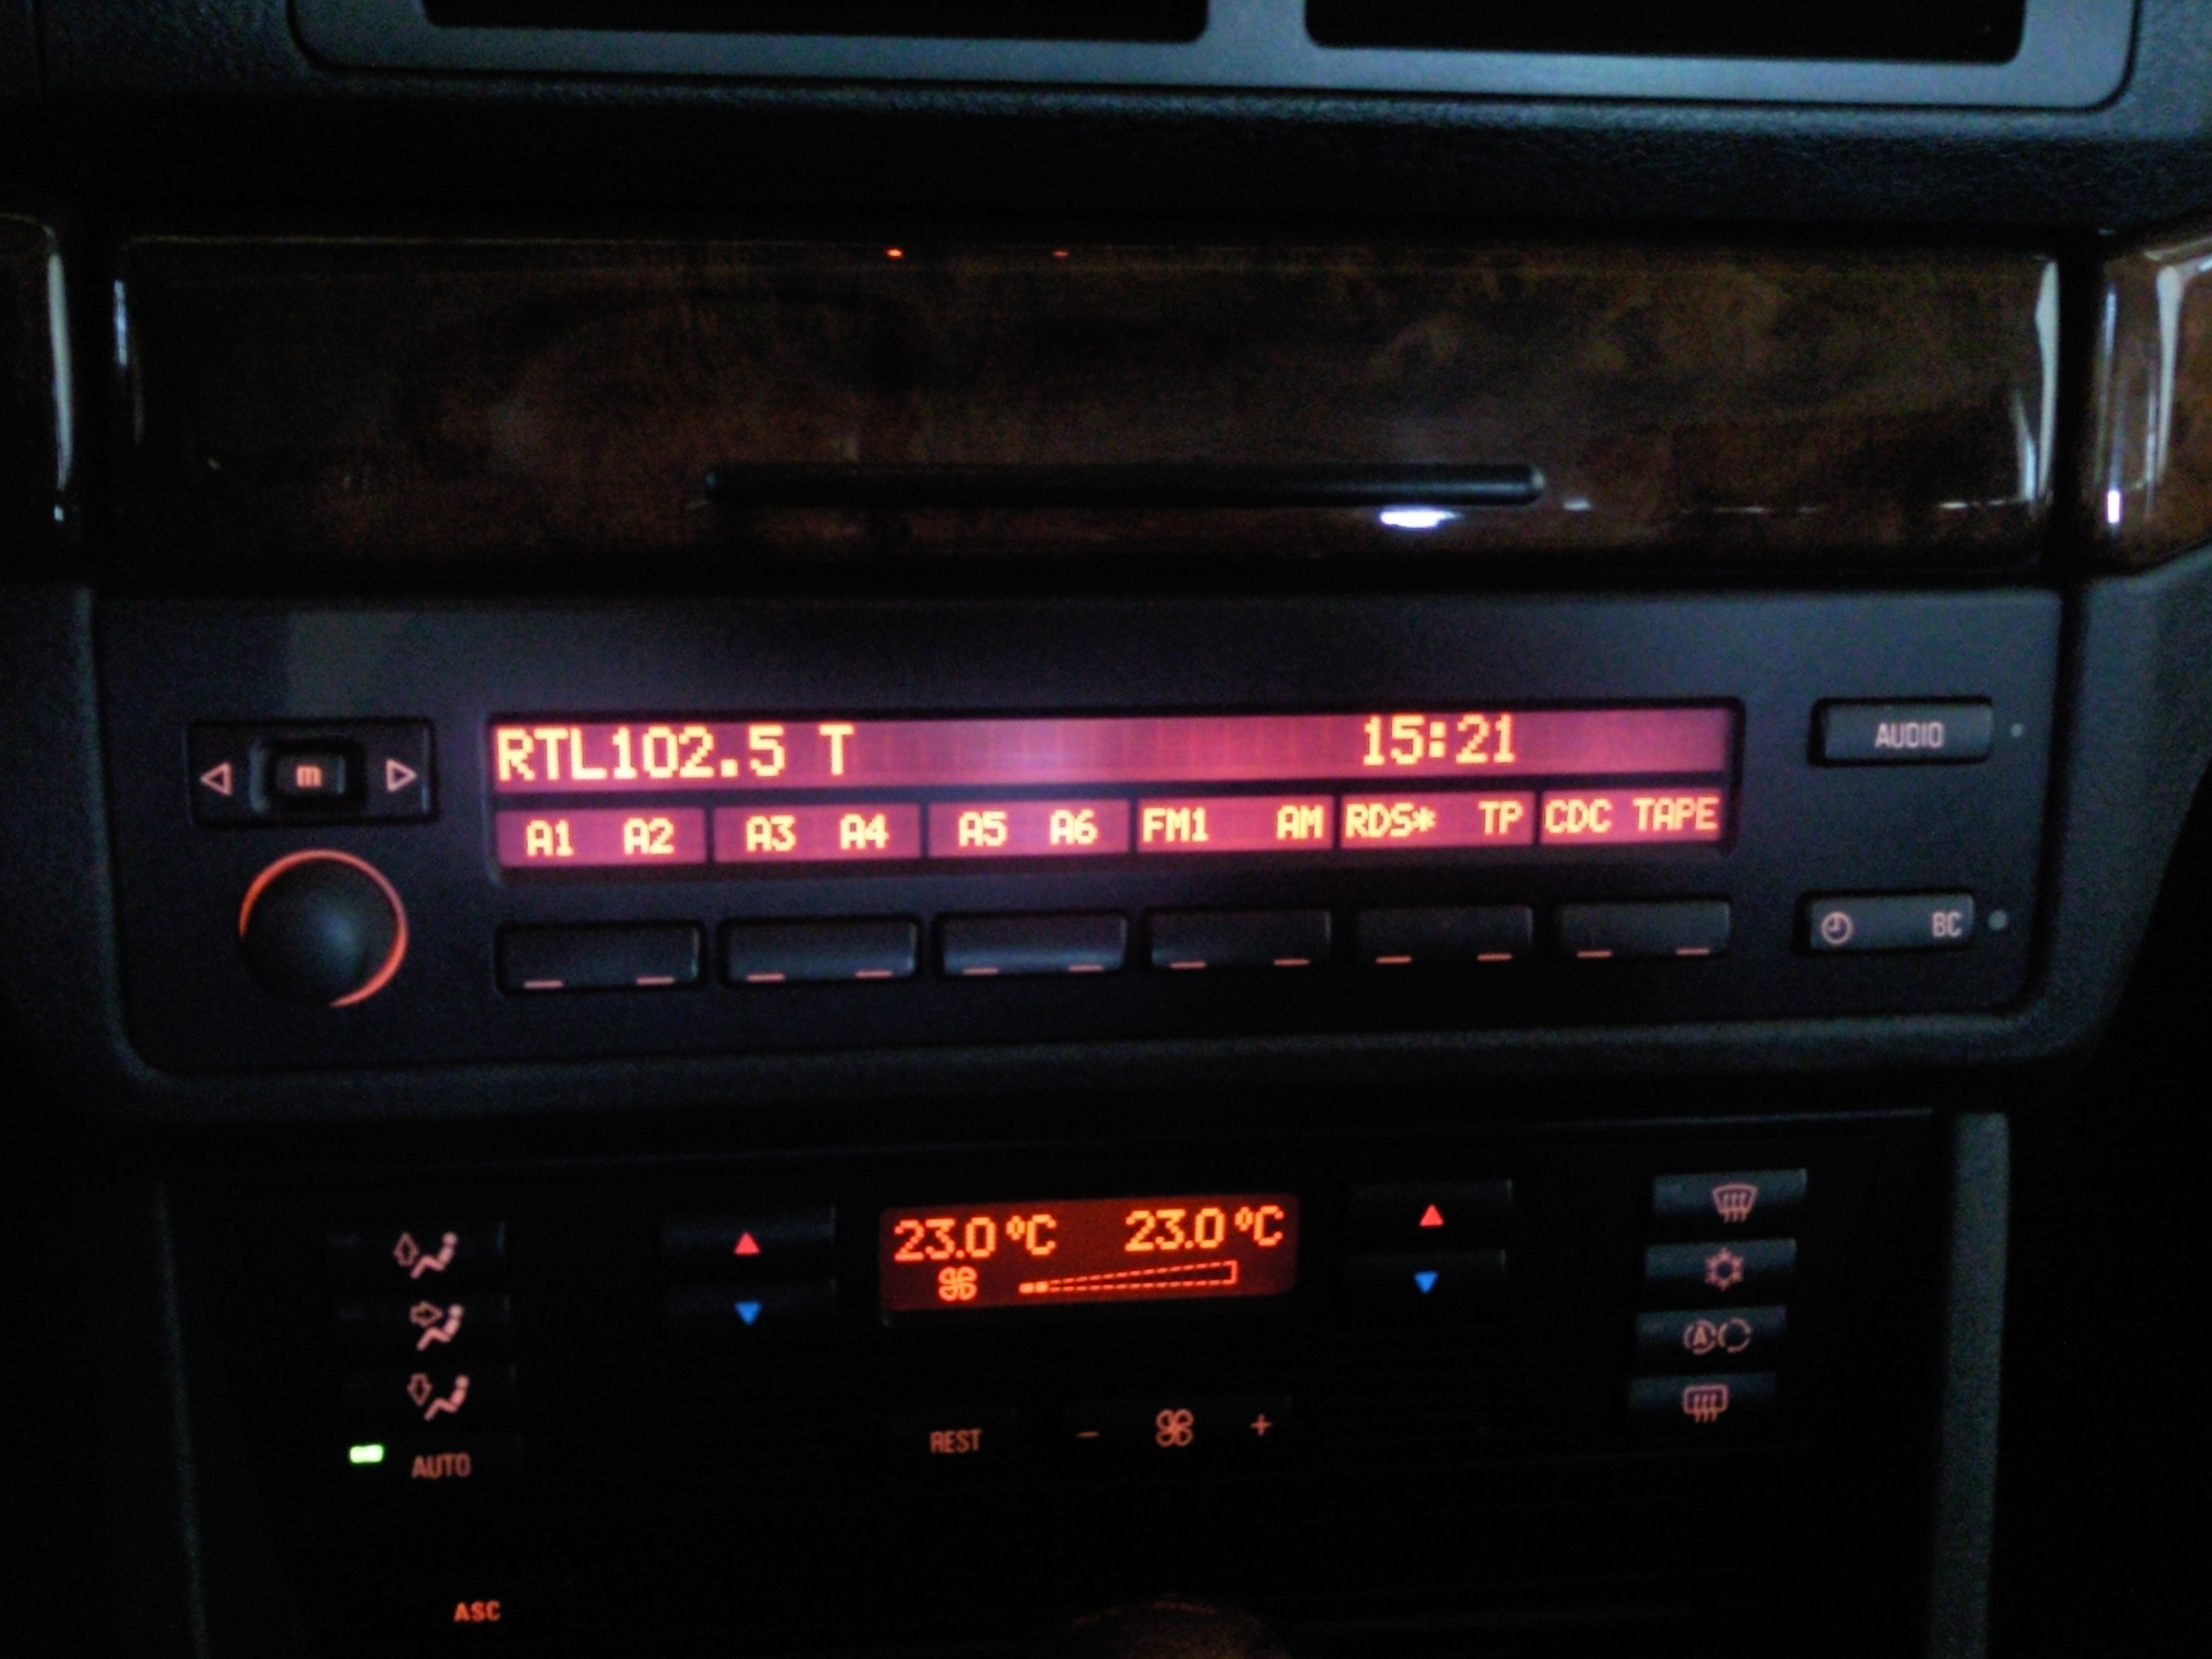 RTL102.5 T 15:21
AUDIO
m
A1 A2 A3 A4 A5 A6 FM1 AM RDS* TP CDC TAPE
BC
23.0 °C 23.0 °C
A
REST - +
AUTO
ASC